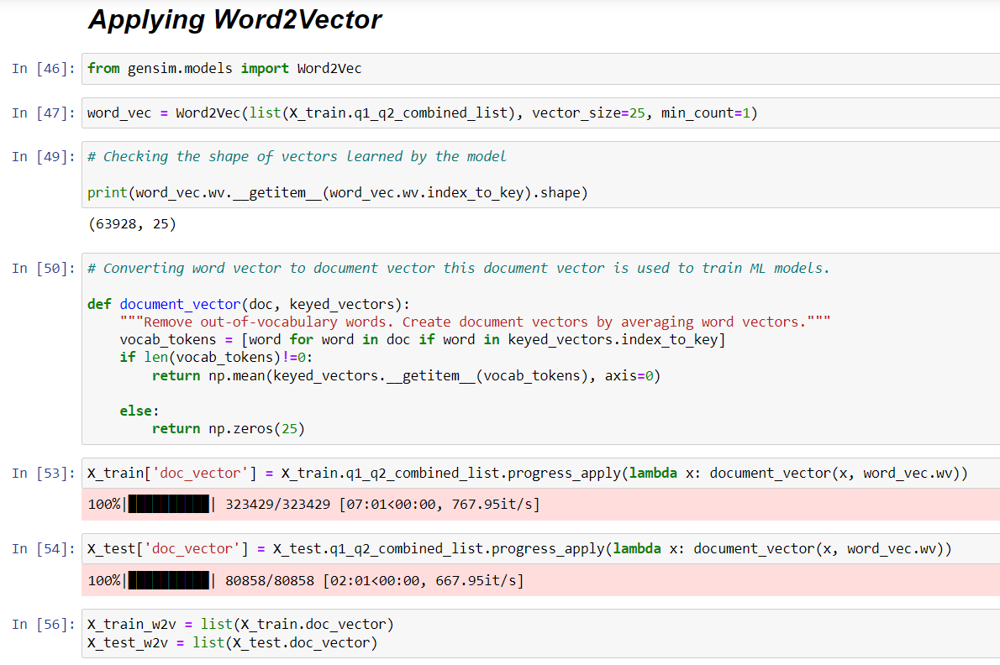 Applying Word2Vector
In [46]: from gensim.models import Word2Vec
In [47]: word_vec = Word2Vec(list(X_train.q1_q2_combined_list), vector_size=25, min_count=1)
In [49]: # Checking the shape of vectors learned by the model
print(word_vec.wv.__getitem__(word_vec.wv.index_to_key).shape)
(63928, 25)
In [50]: # Converting word vector to document vector this document vector is used to train ML models.
def document_vector(doc, keyed_vectors):
    """Remove out-of-vocabulary words. Create document vectors by averaging word vectors."""
    vocab_tokens = [word for word in doc if word in keyed_vectors.index_to_key]
    if len(vocab_tokens)!=0:
        return np.mean(keyed_vectors.__getitem__(vocab_tokens), axis=0)
    else:
        return np.zeros(25)
In [53]: X_train['doc_vector'] = X_train.q1_q2_combined_list.progress_apply(lambda x: document_vector(x, word_vec.wv))
100%|██████████| 323429/323429 [07:01<00:00, 767.95it/s]
In [54]: X_test['doc_vector'] = X_test.q1_q2_combined_list.progress_apply(lambda x: document_vector(x, word_vec.wv))
100%|██████████| 80858/80858 [02:01<00:00, 667.95it/s]
In [56]: X_train_w2v = list(X_train.doc_vector)
X_test_w2v = list(X_test.doc_vector)